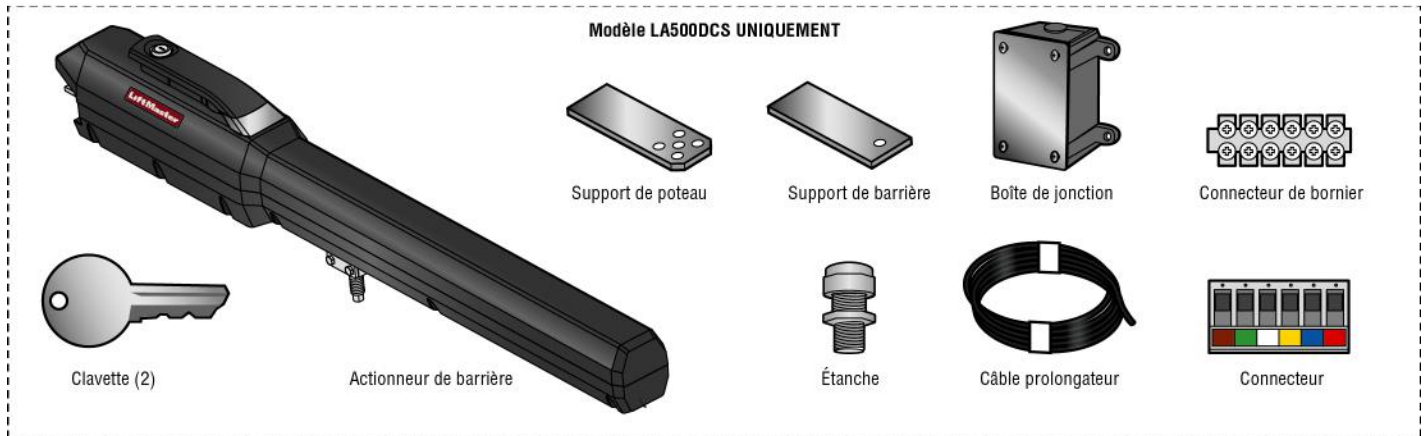 Modèle LA500DCS UNIQUEMENT
LiftMaster
Support de poteau
Support de barrière
Boîte de jonction
Connecteur de bornier
Clavette (2)
Actionneur de barrière
Étanche
Câble prolongateur
Connecteur